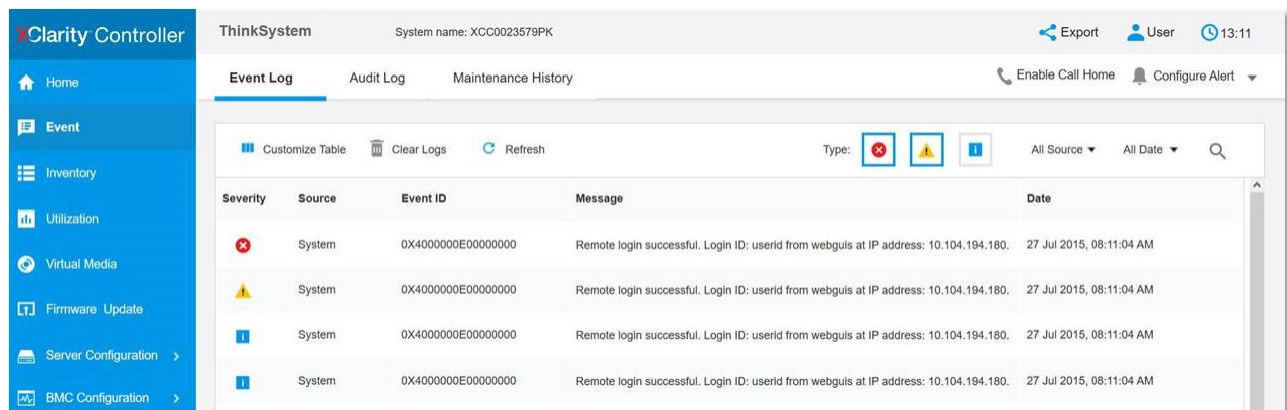 XClarity Controller
ThinkSystem System name: XCC0023579PK Export User 13:11
Home
Event Log Audit Log Maintenance History Enable Call Home Configure Alert
Event
Customize Table Clear Logs Refresh Type: All Source All Date
Inventory
Severity Source Event ID Message Date
Utilization
System 0X4000000E00000000 Remote login successful. Login ID: userid from webguis at IP address: 10.104.194.180. 27 Jul 2015, 08:11:04 AM
Virtual Media
System 0X4000000E00000000 Remote login successful. Login ID: userid from webguis at IP address: 10.104.194.180. 27 Jul 2015, 08:11:04 AM
Firmware Update
System 0X4000000E00000000 Remote login successful. Login ID: userid from webguis at IP address: 10.104.194.180. 27 Jul 2015, 08:11:04 AM
Server Configuration
System 0X4000000E00000000 Remote login successful. Login ID: userid from webguis at IP address: 10.104.194.180. 27 Jul 2015, 08:11:04 AM
BMC Configuration